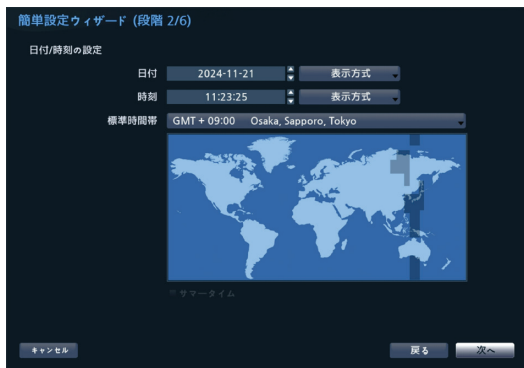 簡単設定ウィザード (段階 2/6)
日付/時刻の設定
日付 2024-11-21 表示方式
時刻 11:23:25 表示方式
標準時間帯 GMT + 09:00 Osaka, Sapporo, Tokyo
サマータイム
キャンセル 戻る 次へ